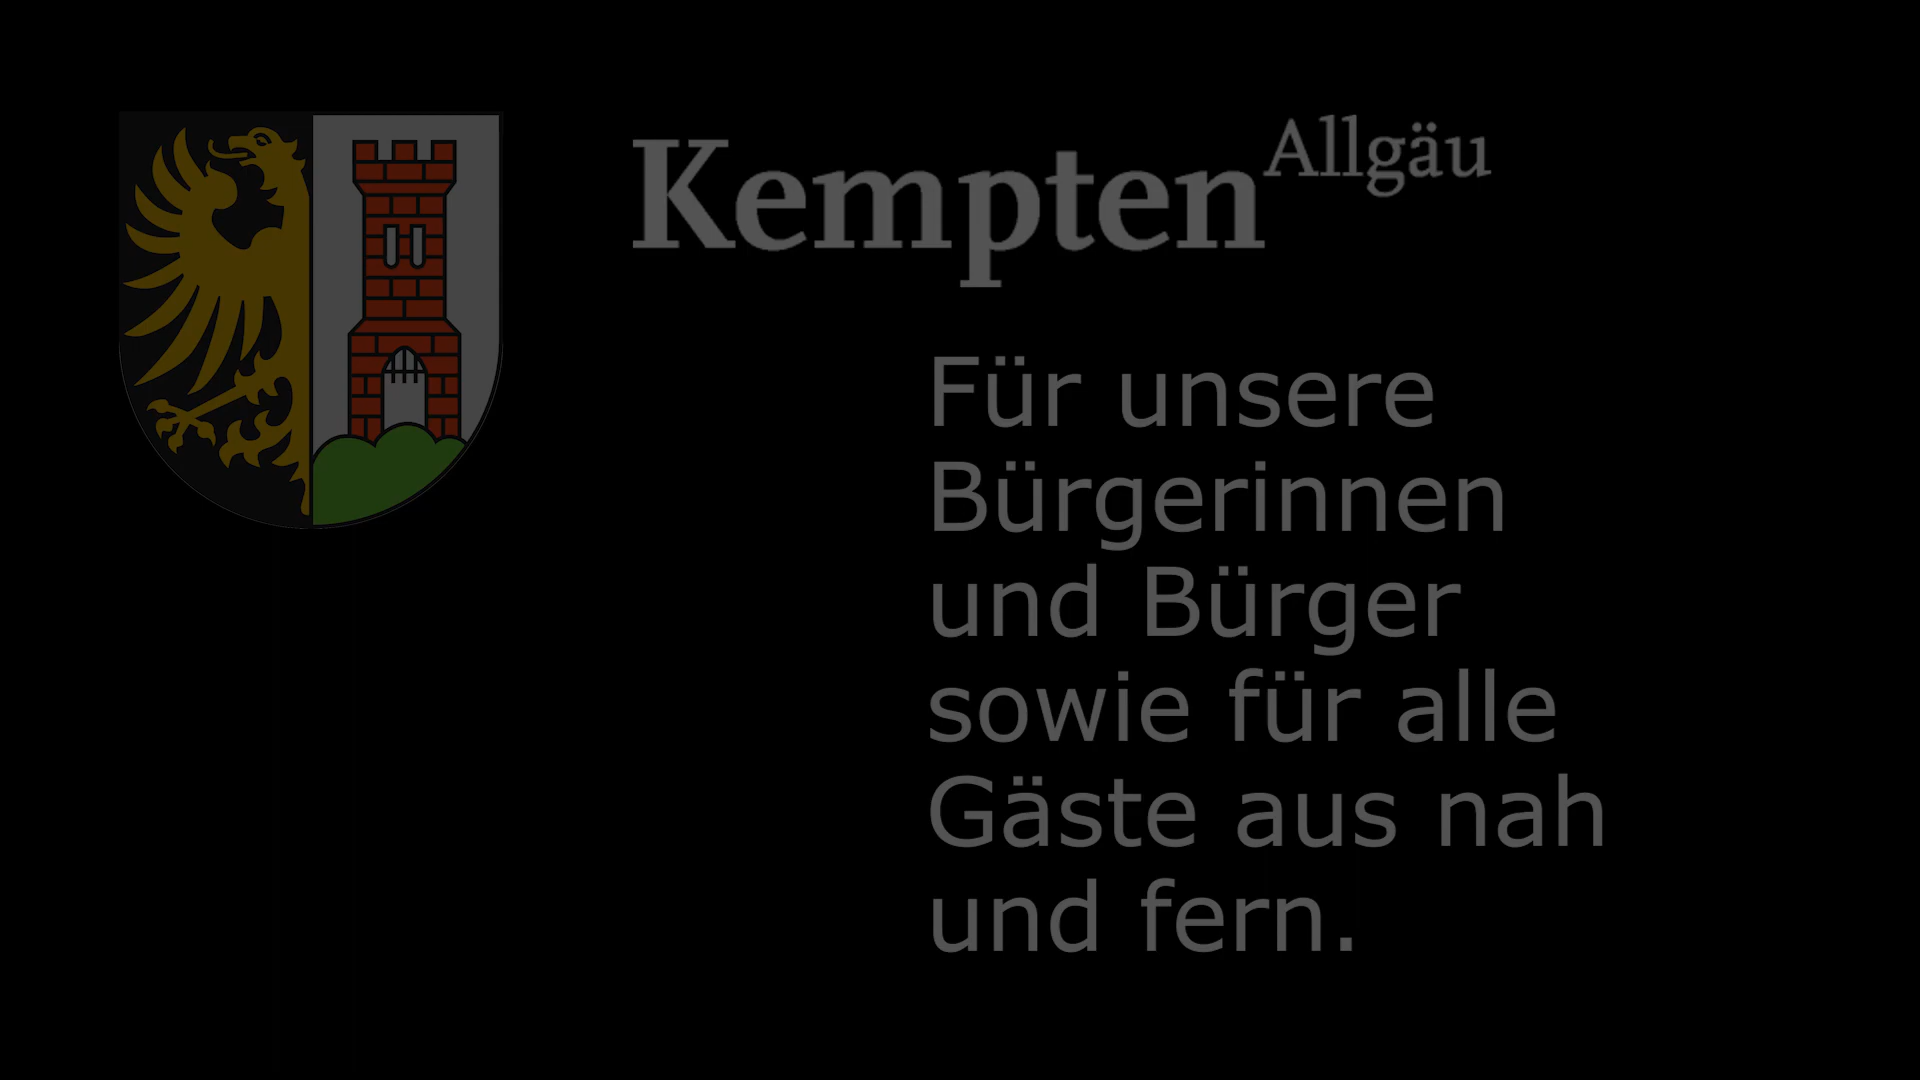 Kempten Allgäu
Für unsere
Bürgerinnen
und Bürger
sowie für alle
Gäste aus nah
und fern.